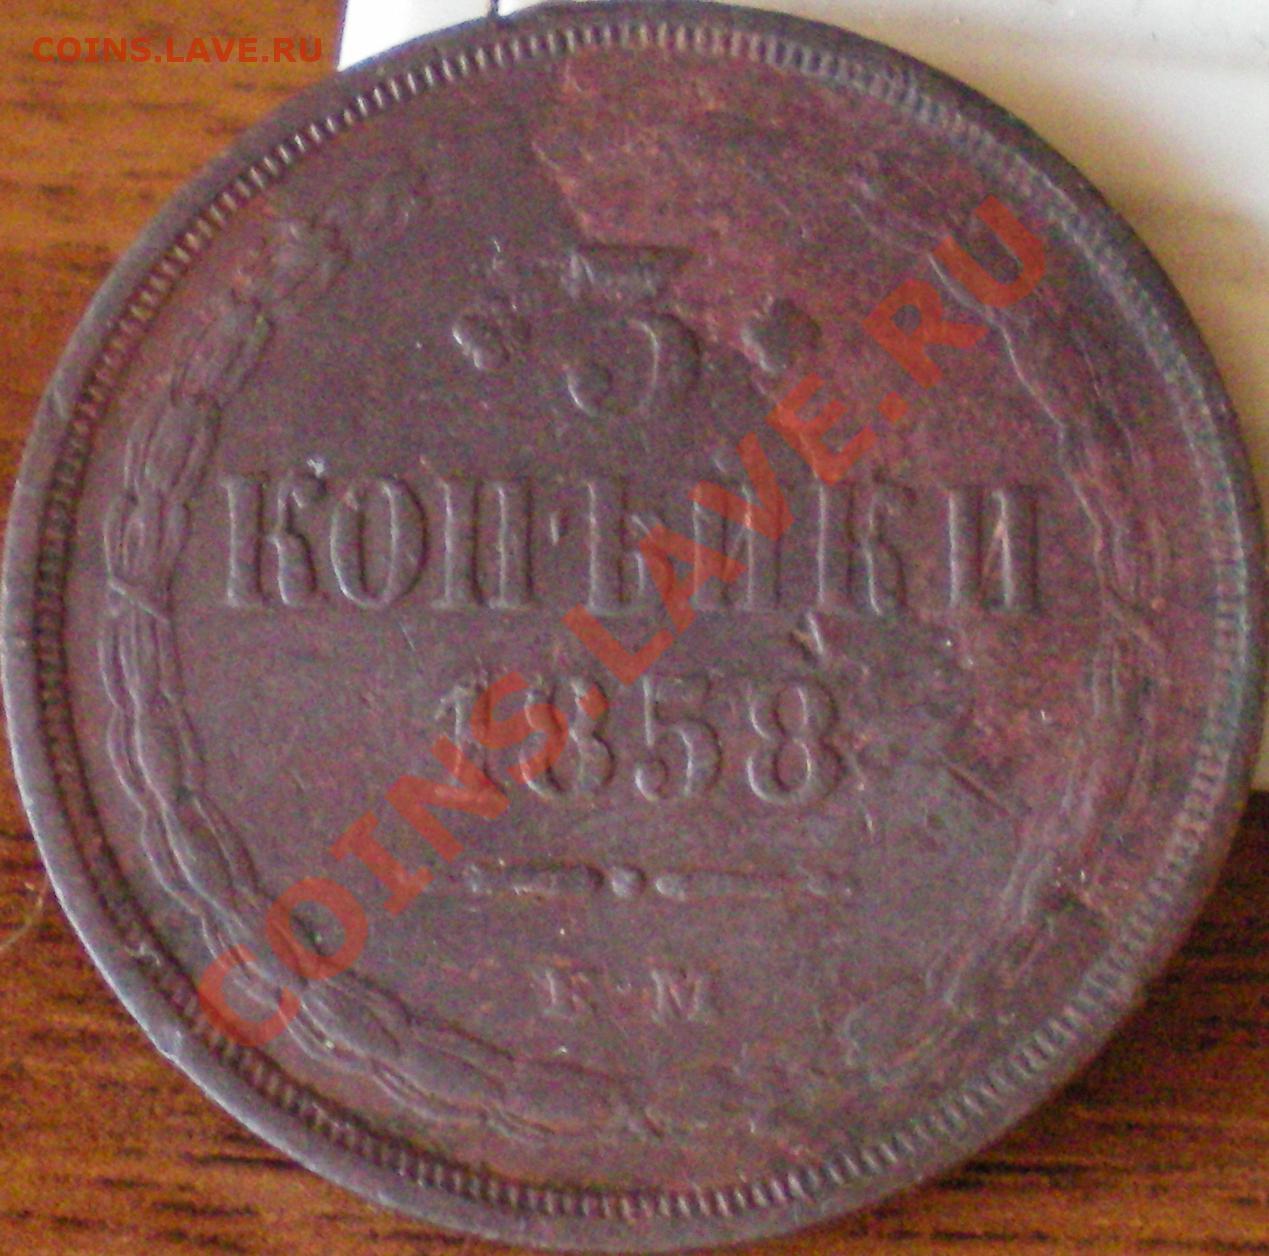 COINS.LAVE.RU
3
КОПѢЙКИ
1858
Е·М
COINS.LAVE.RU